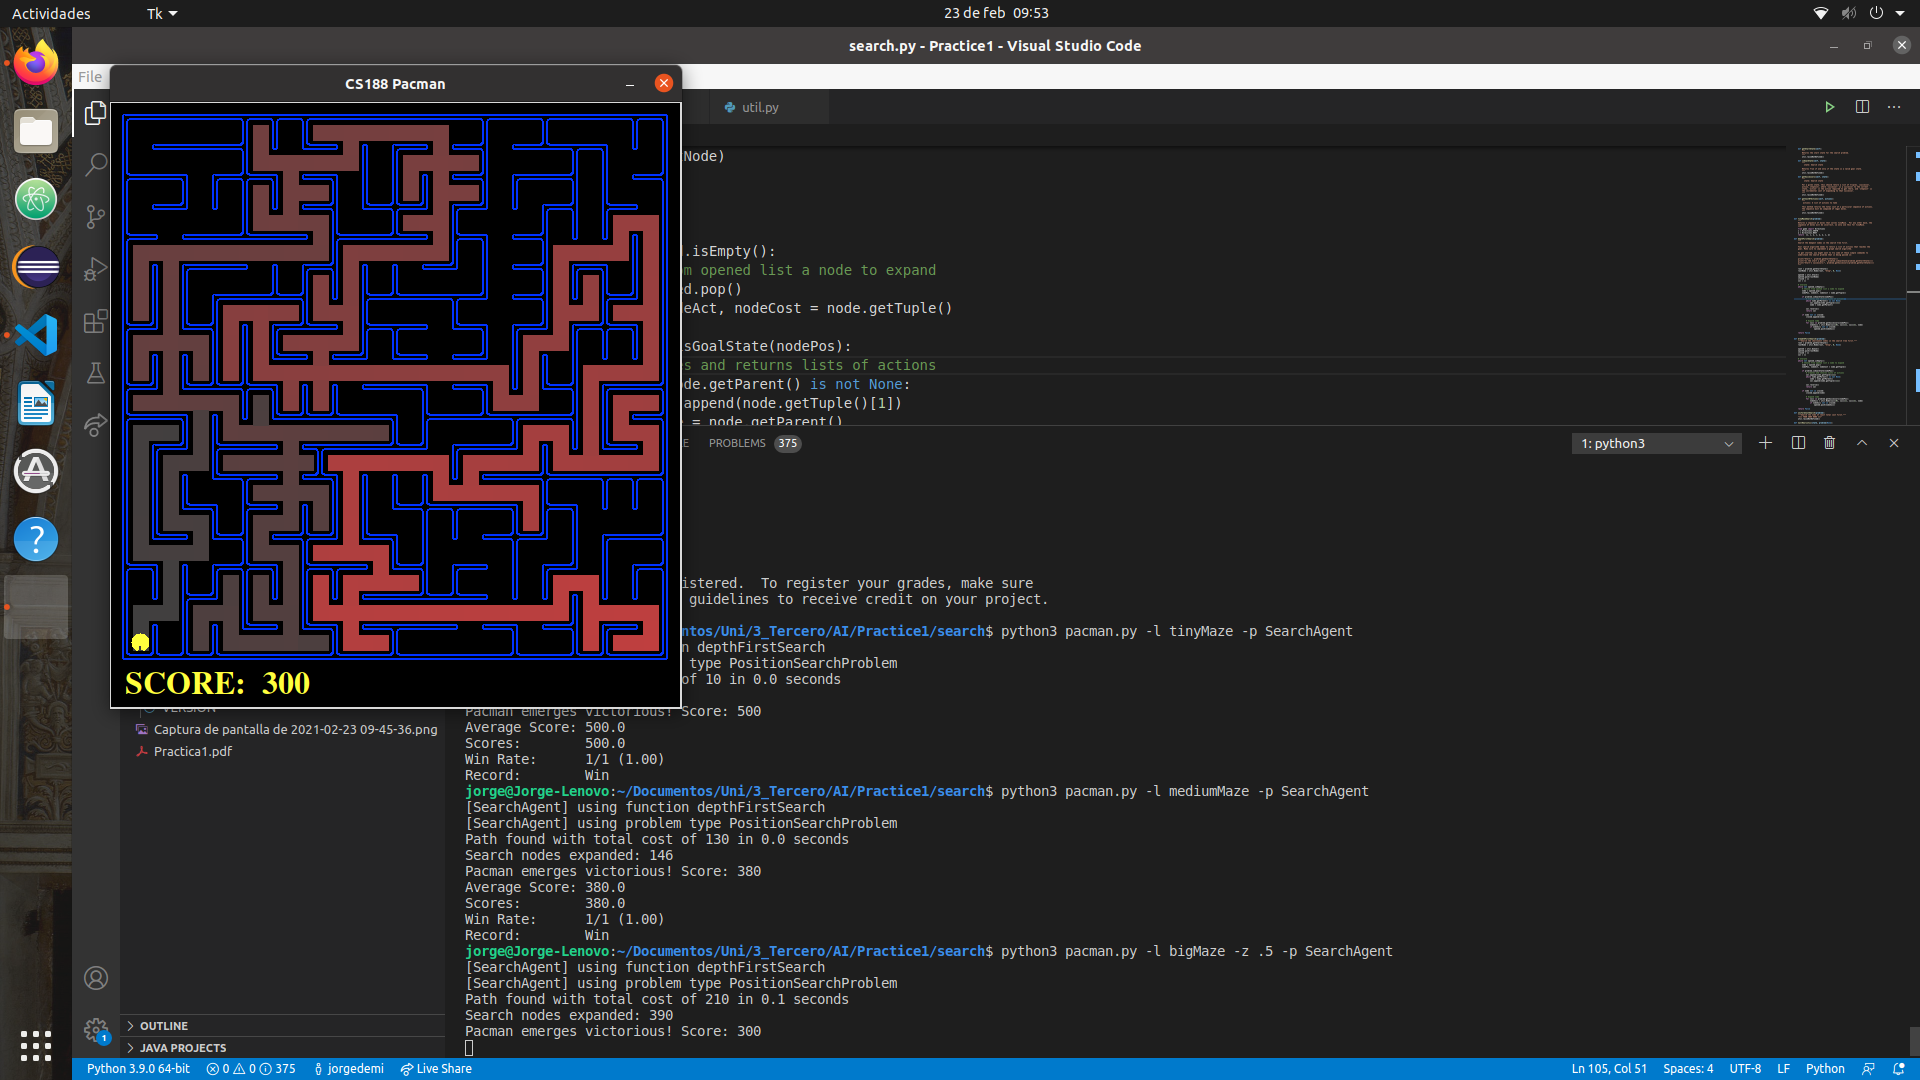 Actividades
Tk
23 de feb 09:53
search.py - Practice1 - Visual Studio Code
File
CS188 Pacman
util.py
Node)
.isEmpty():
m opened list a node to expand
ed.pop()
deAct, nodeCost = node.getTuple()
sGoalState(nodePos):
s and returns lists of actions
de.getParent() is not None:
append(node.getTuple()[1])
= node.getParent()
PROBLEMS 375
1: python3
istered.  To register your grades, make sure
guidelines to receive credit on your project.
ntos/Uni/3_Tercero/AI/Practice1/search$ python3 pacman.py -l tinyMaze -p SearchAgent
n depthFirstSearch
type PositionSearchProblem
of 10 in 0.0 seconds
SCORE: 300
VERSION
Captura de pantalla de 2021-02-23 09-45-36.png
Practica1.pdf
Pacman emerges victorious! Score: 500
Average Score: 500.0
Scores:        500.0
Win Rate:      1/1 (1.00)
Record:        Win
jorge@Jorge-Lenovo:~/Documentos/Uni/3_Tercero/AI/Practice1/search$ python3 pacman.py -l mediumMaze -p SearchAgent
[SearchAgent] using function depthFirstSearch
[SearchAgent] using problem type PositionSearchProblem
Path found with total cost of 130 in 0.0 seconds
Search nodes expanded: 146
Pacman emerges victorious! Score: 380
Average Score: 380.0
Scores:        380.0
Win Rate:      1/1 (1.00)
Record:        Win
jorge@Jorge-Lenovo:~/Documentos/Uni/3_Tercero/AI/Practice1/search$ python3 pacman.py -l bigMaze -z .5 -p SearchAgent
[SearchAgent] using function depthFirstSearch
[SearchAgent] using problem type PositionSearchProblem
Path found with total cost of 210 in 0.1 seconds
Search nodes expanded: 390
Pacman emerges victorious! Score: 300
OUTLINE
JAVA PROJECTS
1
Python 3.9.0 64-bit
0 0 375
jorgedemi
Live Share
Ln 105, Col 51
Spaces: 4
UTF-8
LF
Python